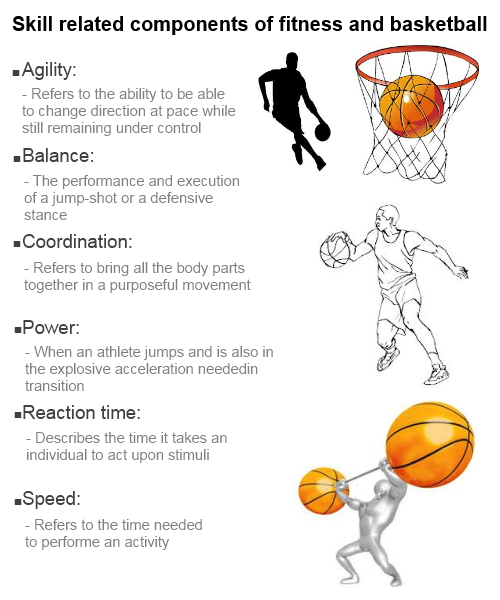 Skill related components of fitness and basketball
▪Agility:
- Refers to the ability to be able
to change direction at pace while
still remaining under control
▪Balance:
- The performance and execution
of a jump-shot or a defensive
stance
▪Coordination:
- Refers to bring all the body parts
together in a purposeful movement
▪Power:
- When an athlete jumps and is also in
the explosive acceleration neededin
transition
▪Reaction time:
- Describes the time it takes an
individual to act upon stimuli
▪Speed:
- Refers to the time needed
to performe an activity